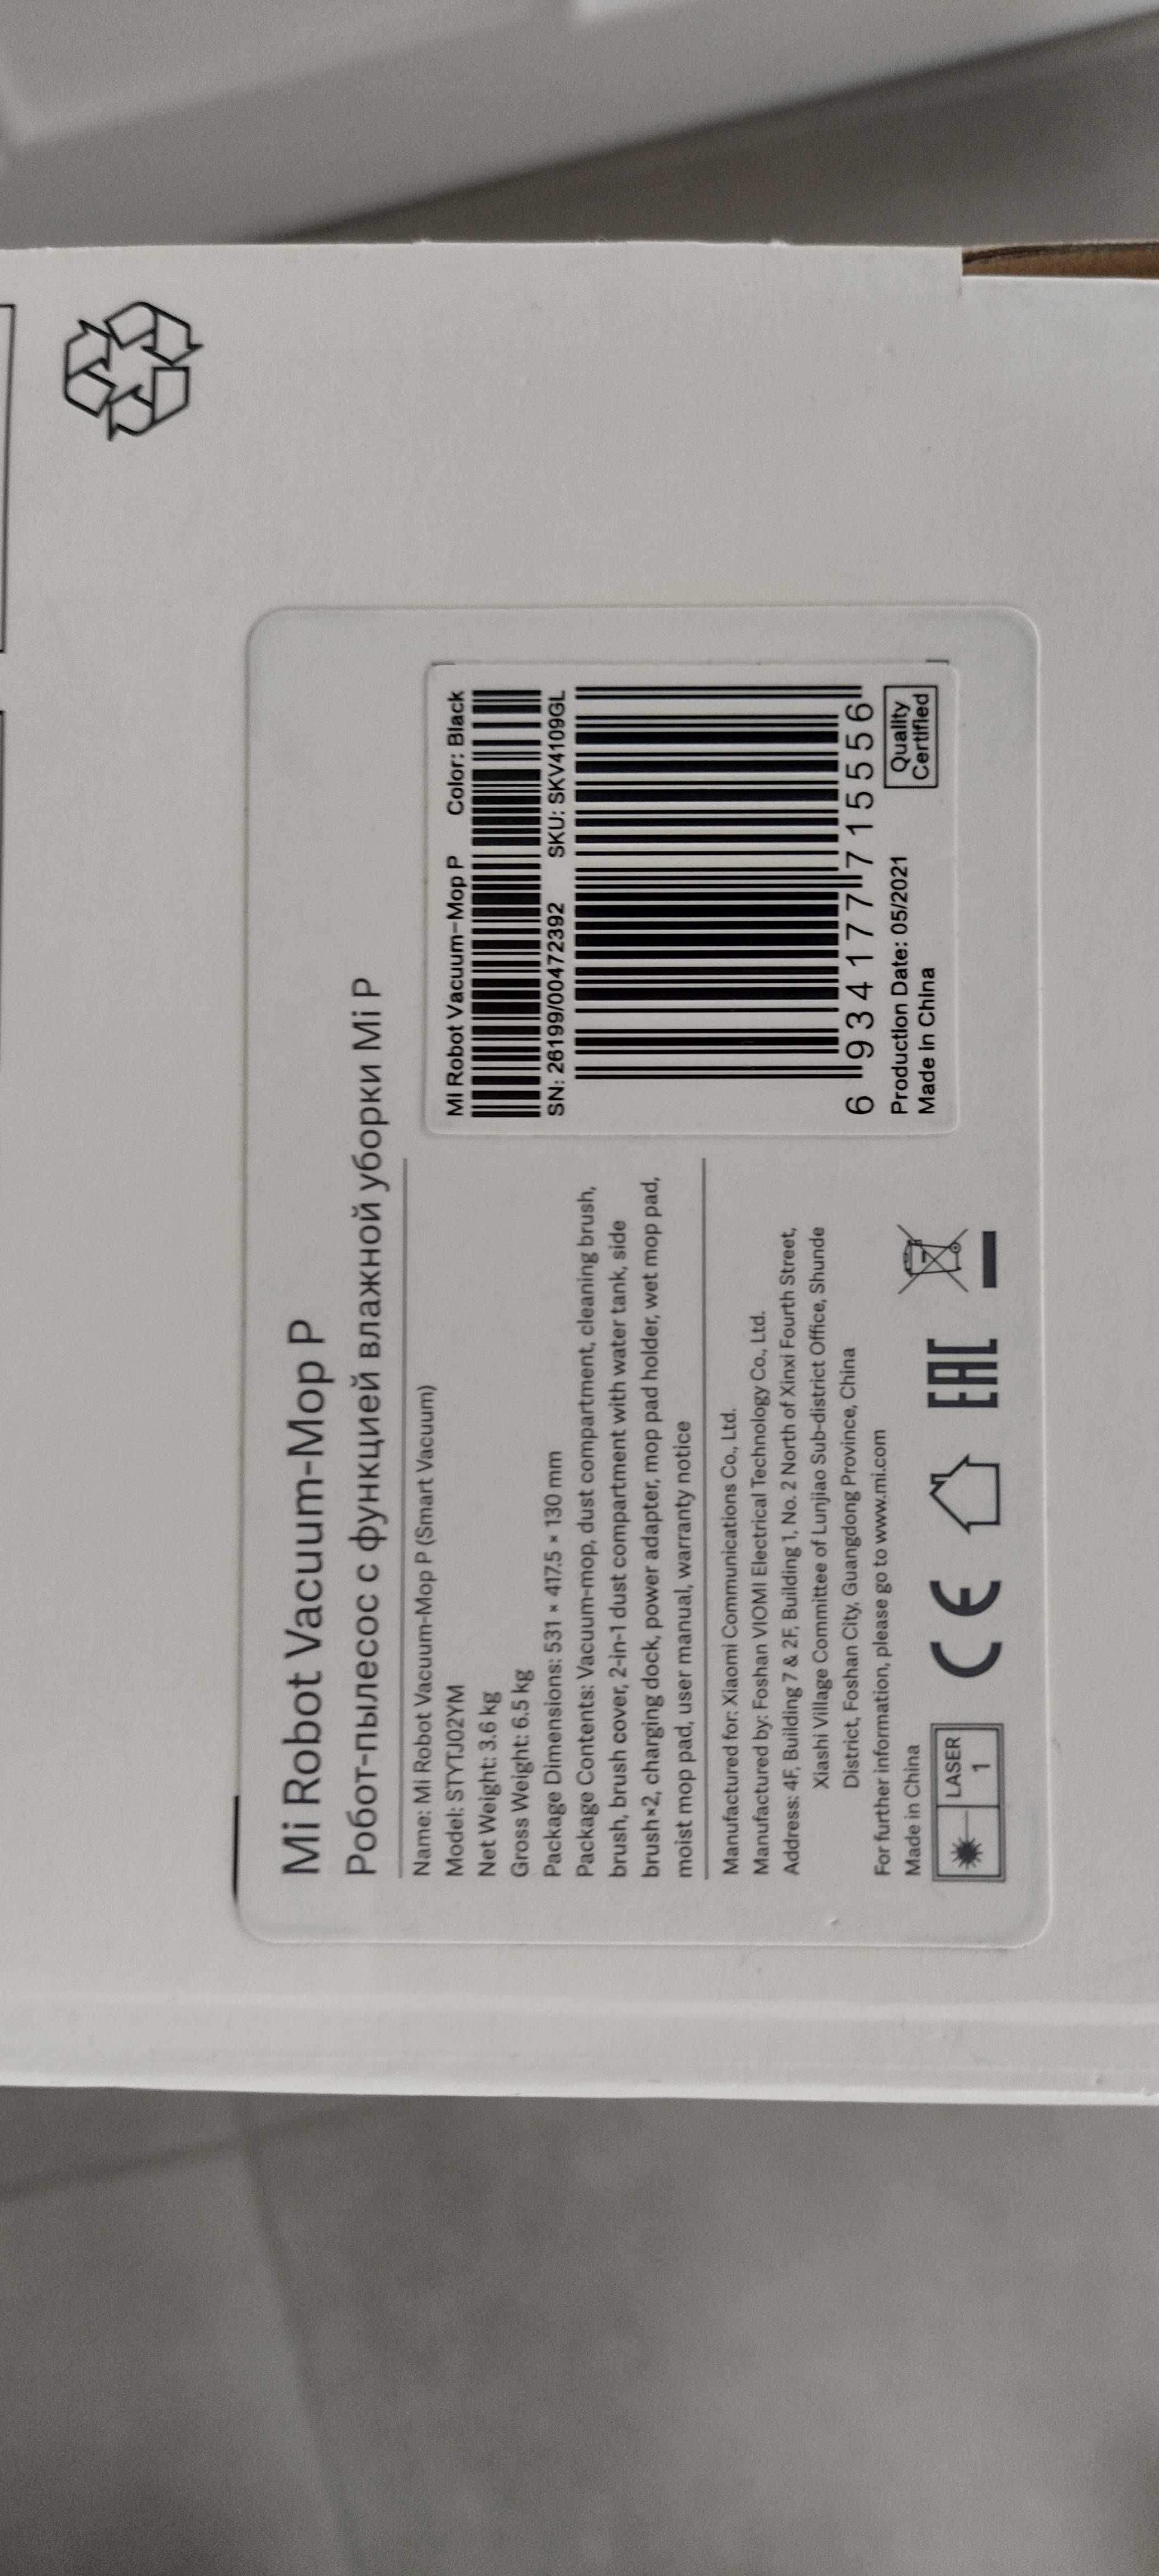 Mi Robot Vacuum-Mop P
Робот-пылесос с функцией влажной уборки Mi P
Name: Mi Robot Vacuum-Mop P (Smart Vacuum)
Model: STYTJ02YM
Net Weight: 3.6 kg
Gross Weight: 6.5 kg
Package Dimensions: 531 × 417.5 × 130 mm
Package Contents: Vacuum-mop, dust compartment, cleaning brush,
brush, brush cover, 2-in-1 dust compartment with water tank, side
brush×2, charging dock, power adapter, mop pad holder, wet mop pad,
moist mop pad, user manual, warranty notice
Manufactured for: Xiaomi Communications Co., Ltd.
Manufactured by: Foshan VIOMI Electrical Technology Co., Ltd.
Address: 4F, Building 7 & 2F, Building 1, No. 2 North of Xinxi Fourth Street,
Xiashi Village Committee of Lunjiao Sub-district Office, Shunde
District, Foshan City, Guangdong Province, China
For further information, please go to www.mi.com
Made in China
LASER
1
CE
EAC
Mi Robot Vacuum-Mop P Color: Black
SN: 26199/00472392 SKU: SKV4109GL
6 934177 715556
Production Date: 05/2021
Made In China
Quality
Certified